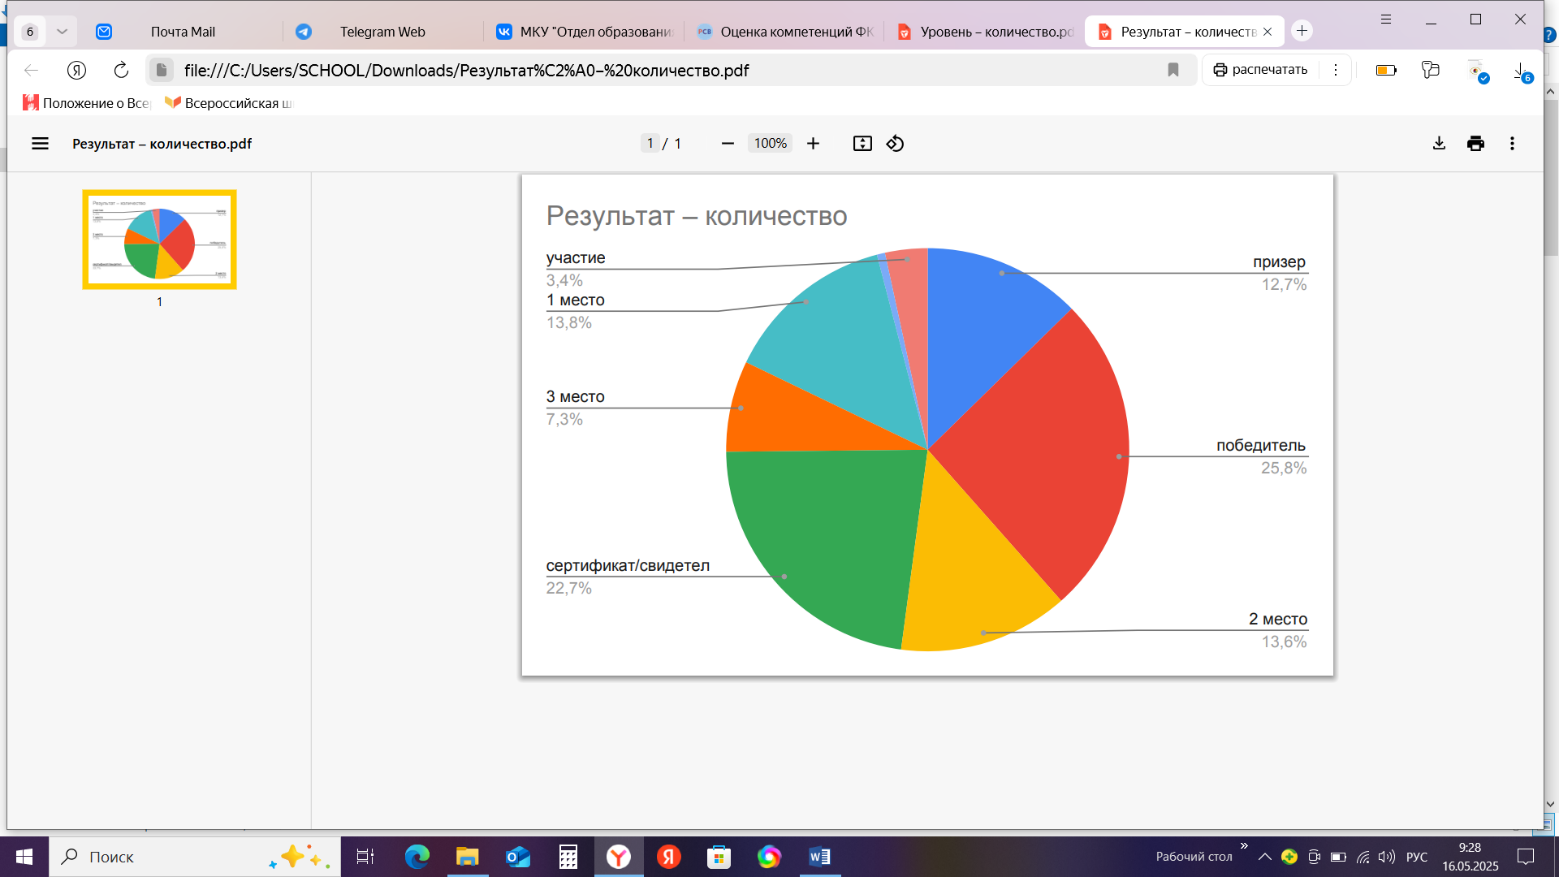 6
Почта Mail
Telegram Web
МКУ "Отдел образовани
РСВ
Оценка компетенций ФК
Уровень – количество.pd
Результат – количеств
file:///C:/Users/SCHOOL/Downloads/Результат%C2%A0–%20количество.pdf
распечатать
6
Положение о Все
Всероссийская ш
Результат – количество.pdf
1 / 1
100%
1
Результат – количество
участие
3,4%
1 место
13,8%
3 место
7,3%
сертификат/свидетел
22,7%
призер
12,7%
победитель
25,8%
2 место
13,6%
Поиск
Рабочий стол
РУС
9:28
16.05.2025